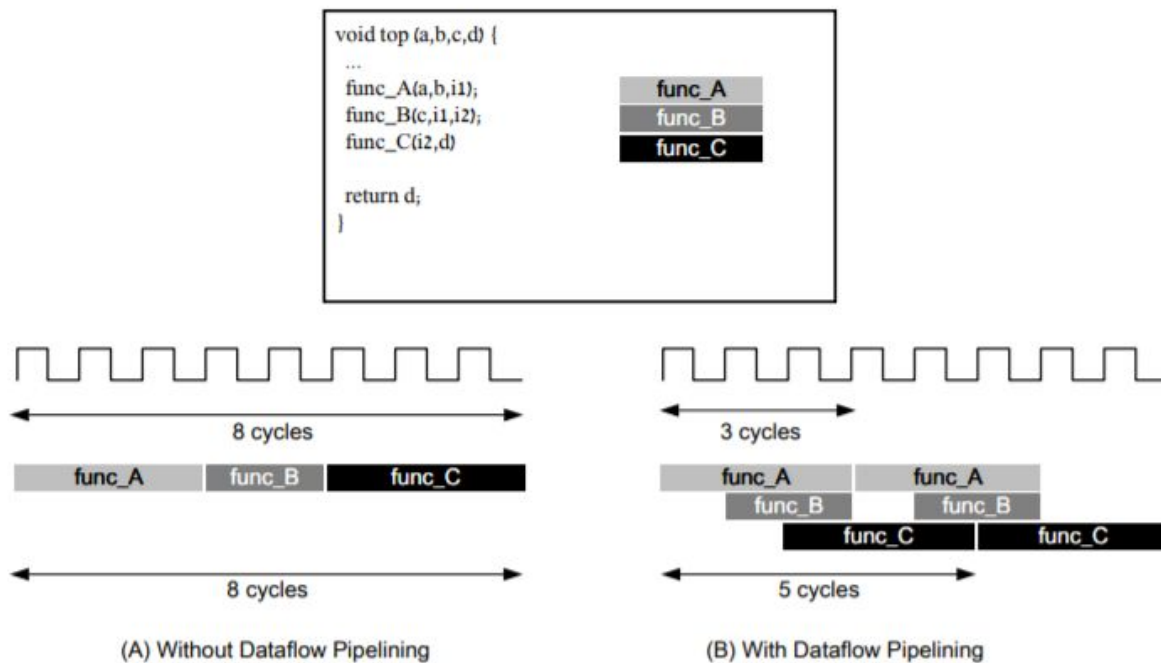 void top (a,b,c,d) {
...
func_A(a,b,i1);
func_B(c,i1,i2);
func_C(i2,d)
return d;
}
func_A
func_B
func_C
8 cycles
func_A func_B func_C
8 cycles
(A) Without Dataflow Pipelining
3 cycles
func_A func_A
func_B func_B
func_C func_C
5 cycles
(B) With Dataflow Pipelining